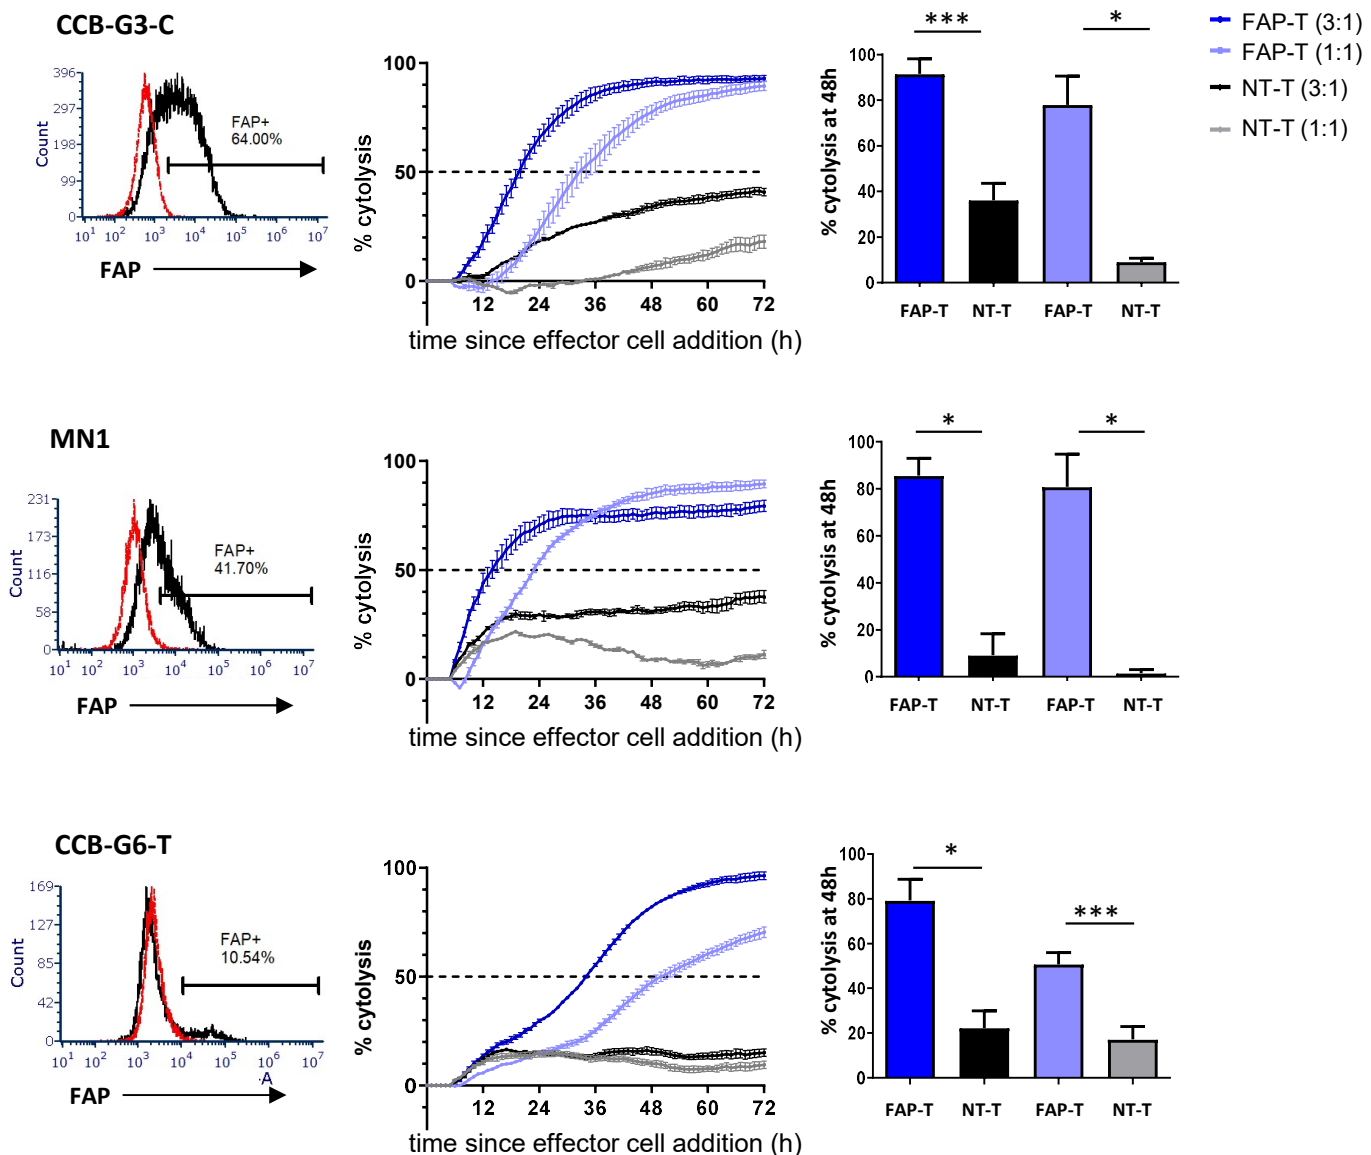 CCB-G3-C
396
297
198
99
0
Count
FAP+
64.00%
10^1 10^2 10^3 10^4 10^5 10^6 10^7
FAP
100
50
0
% cytolysis
12 24 36 48 60 72
time since effector cell addition (h)
*** *
100
80
60
40
20
0
% cytolysis at 48h
FAP-T NT-T FAP-T NT-T
FAP-T (3:1)
FAP-T (1:1)
NT-T (3:1)
NT-T (1:1)
MN1
231
173
116
58
0
Count
FAP+
41.70%
10^1 10^2 10^3 10^4 10^5 10^6 10^7
FAP
100
50
0
% cytolysis
12 24 36 48 60 72
time since effector cell addition (h)
* *
100
80
60
40
20
0
% cytolysis at 48h
FAP-T NT-T FAP-T NT-T
CCB-G6-T
169
127
85
42
0
Count
FAP+
10.54%
10^1 10^2 10^3 10^4 10^5 10^6 10^7
-A
FAP
100
50
0
% cytolysis
12 24 36 48 60 72
time since effector cell addition (h)
* ***
100
80
60
40
20
0
% cytolysis at 48h
FAP-T NT-T FAP-T NT-T